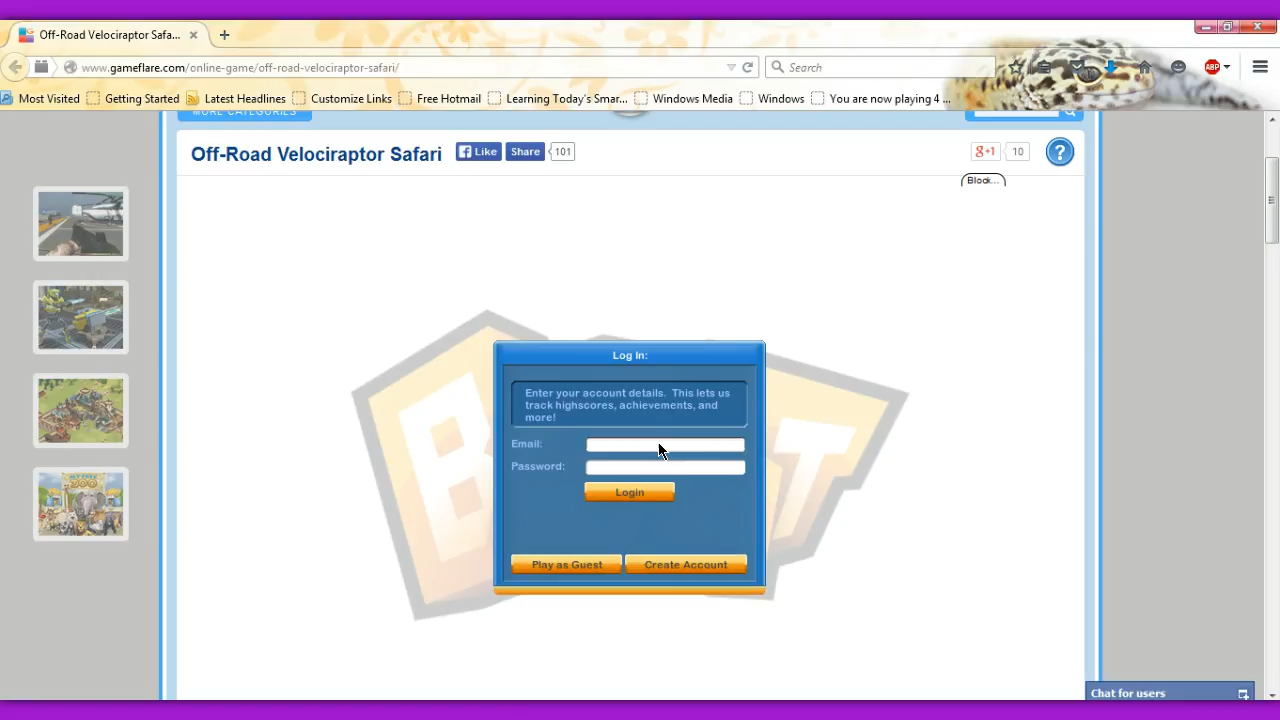 Off-Road Velociraptor Safa...
www.gameflare.com/online-game/off-road-velociraptor-safari/
Search
ABP
Most Visited
Getting Started
Latest Headlines
Customize Links
Free Hotmail
Learning Today's Smar...
Windows Media
Windows
You are now playing 4 ...
MORE CATEGORIES
Off-Road Velociraptor Safari
Like
Share
101
g+1
10
?
Block...
Log In:
Enter your account details. This lets us
track highscores, achievements, and
more!
Email:
Password:
Login
Play as Guest
Create Account
Chat for users